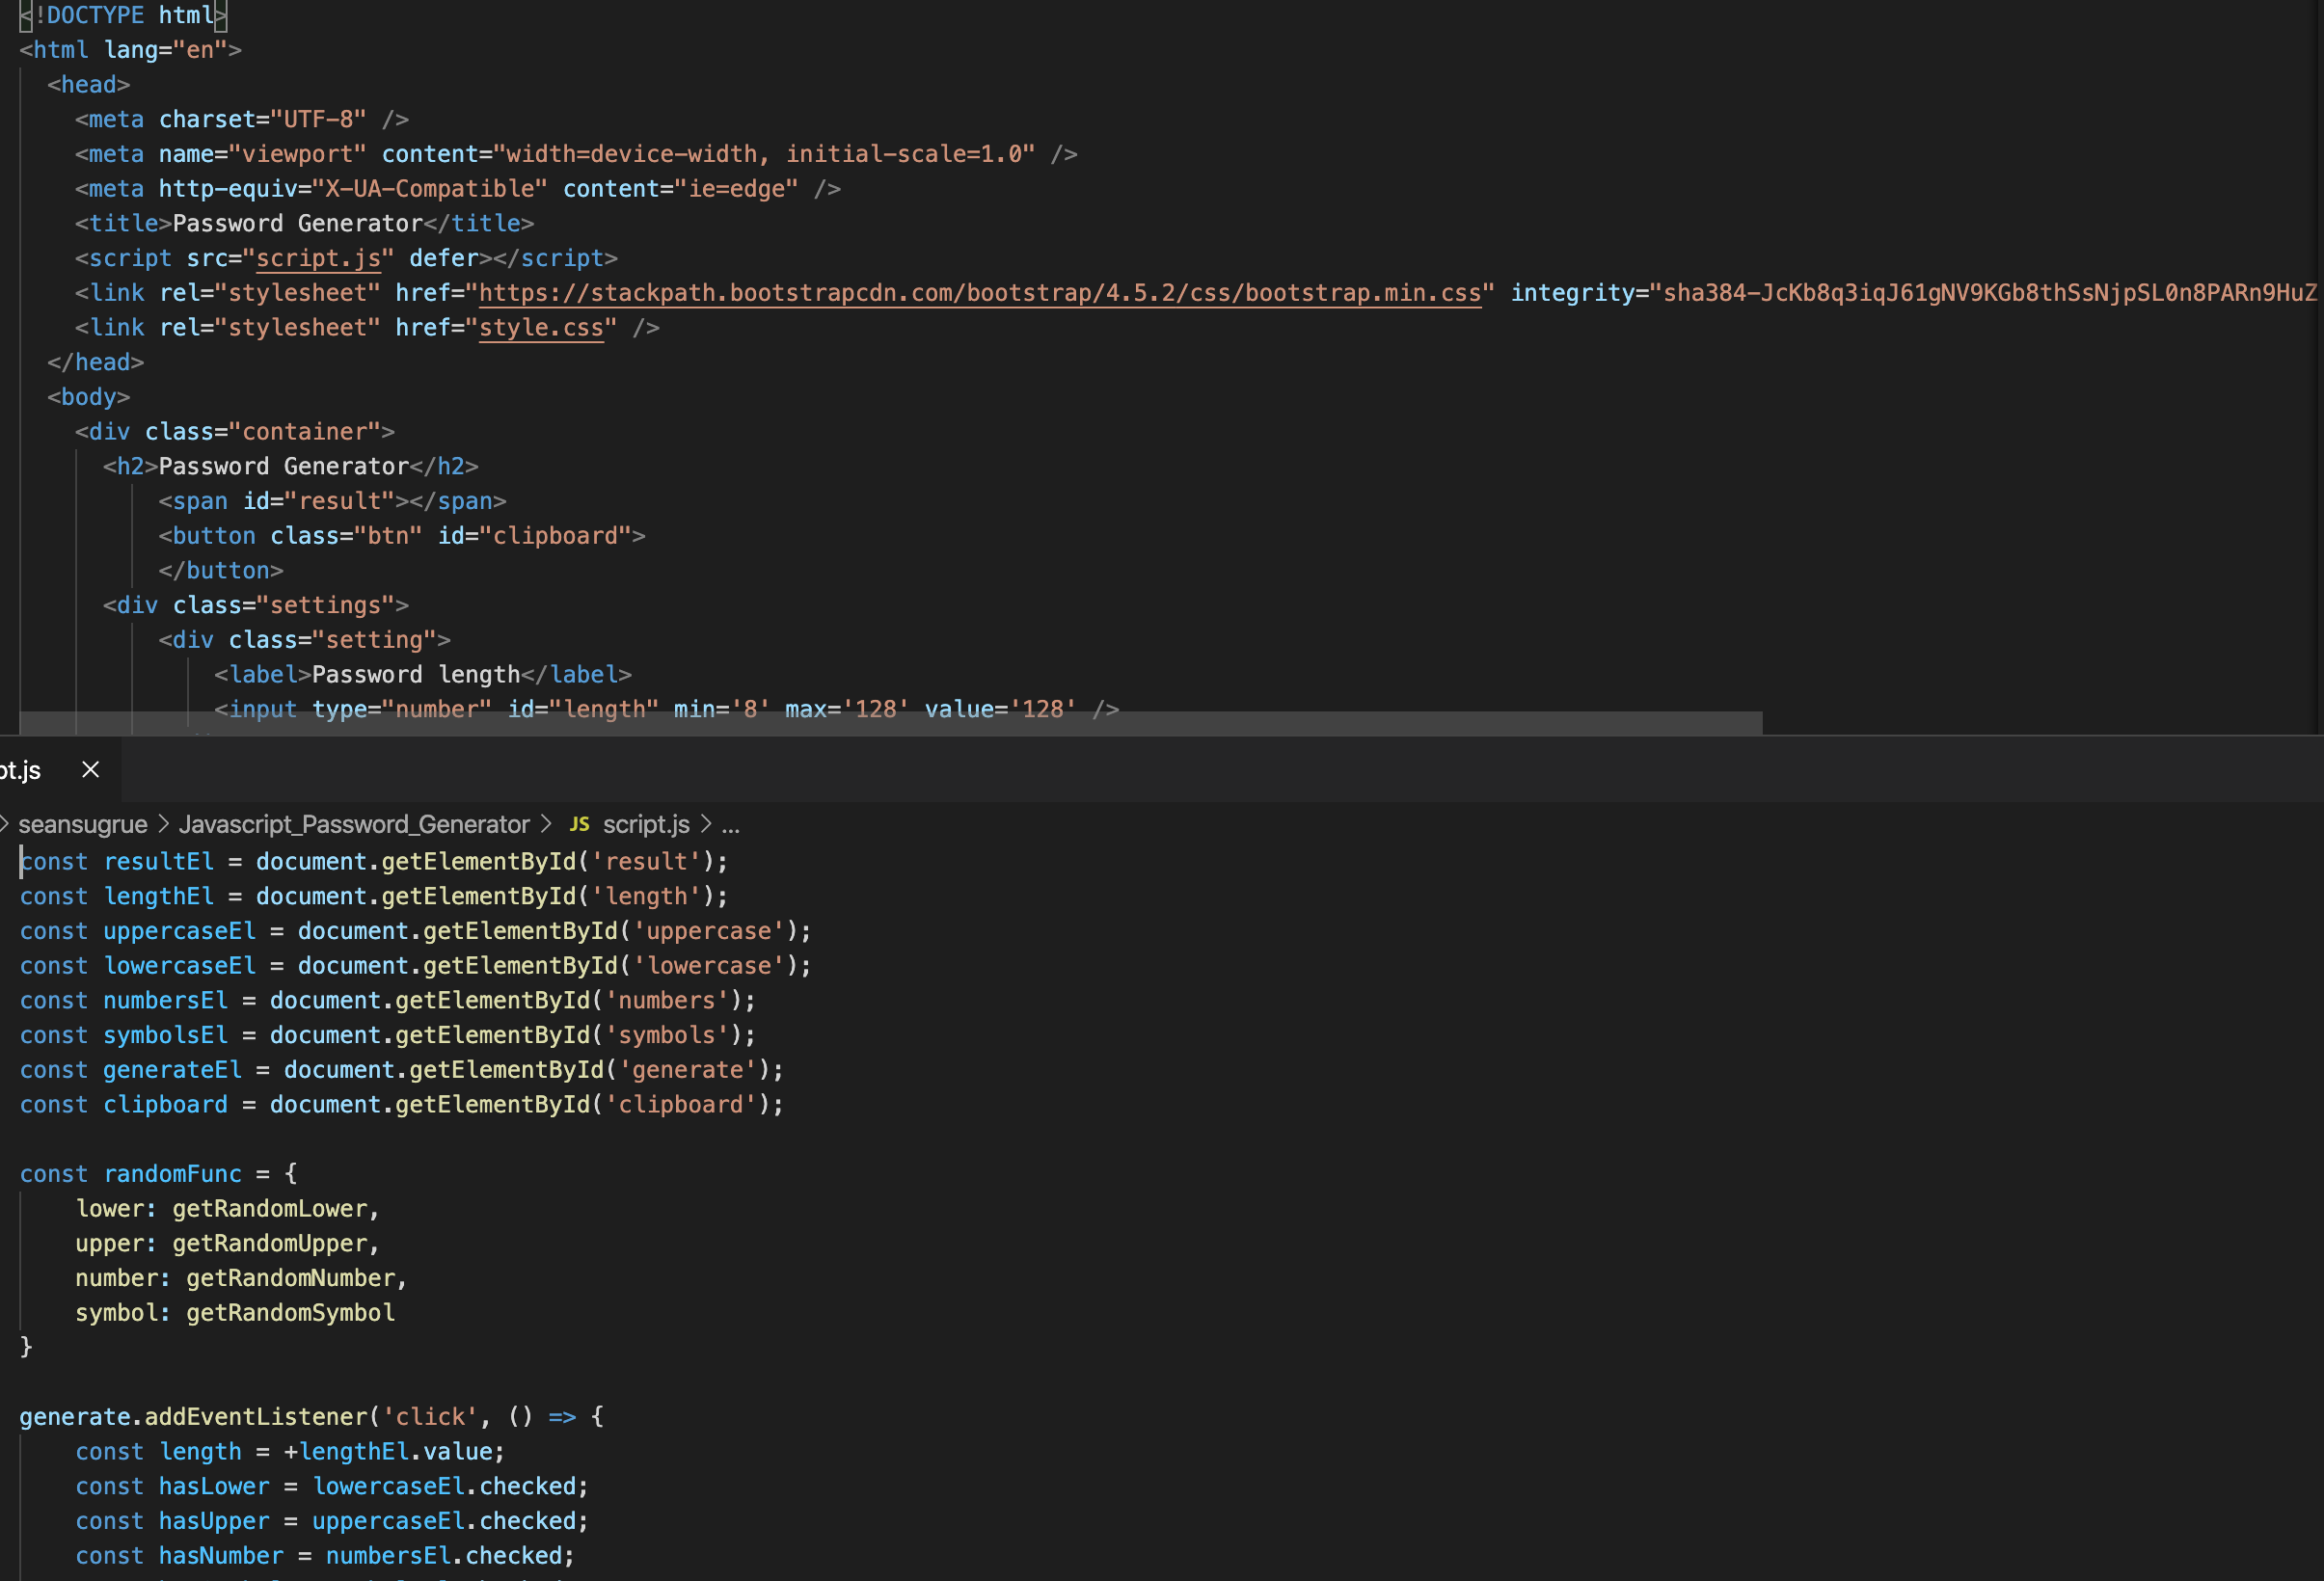 <!DOCTYPE html>
<html lang="en">
  <head>
    <meta charset="UTF-8" />
    <meta name="viewport" content="width=device-width, initial-scale=1.0" />
    <meta http-equiv="X-UA-Compatible" content="ie=edge" />
    <title>Password Generator</title>
    <script src="script.js" defer></script>
    <link rel="stylesheet" href="https://stackpath.bootstrapcdn.com/bootstrap/4.5.2/css/bootstrap.min.css" integrity="sha384-JcKb8q3iqJ61gNV9KGb8thSsNjpSL0n8PARn9HuZ
    <link rel="stylesheet" href="style.css" />
  </head>
  <body>
    <div class="container">
      <h2>Password Generator</h2>
          <span id="result"></span>
          <button class="btn" id="clipboard">
          </button>
      <div class="settings">
          <div class="setting">
              <label>Password length</label>
              <input type="number" id="length" min='8' max='128' value='128' />
pt.js ×
> seansugrue > Javascript_Password_Generator > JS script.js > ...
const resultEl = document.getElementById('result');
const lengthEl = document.getElementById('length');
const uppercaseEl = document.getElementById('uppercase');
const lowercaseEl = document.getElementById('lowercase');
const numbersEl = document.getElementById('numbers');
const symbolsEl = document.getElementById('symbols');
const generateEl = document.getElementById('generate');
const clipboard = document.getElementById('clipboard');

const randomFunc = {
    lower: getRandomLower,
    upper: getRandomUpper,
    number: getRandomNumber,
    symbol: getRandomSymbol
}

generate.addEventListener('click', () => {
    const length = +lengthEl.value;
    const hasLower = lowercaseEl.checked;
    const hasUpper = uppercaseEl.checked;
    const hasNumber = numbersEl.checked;